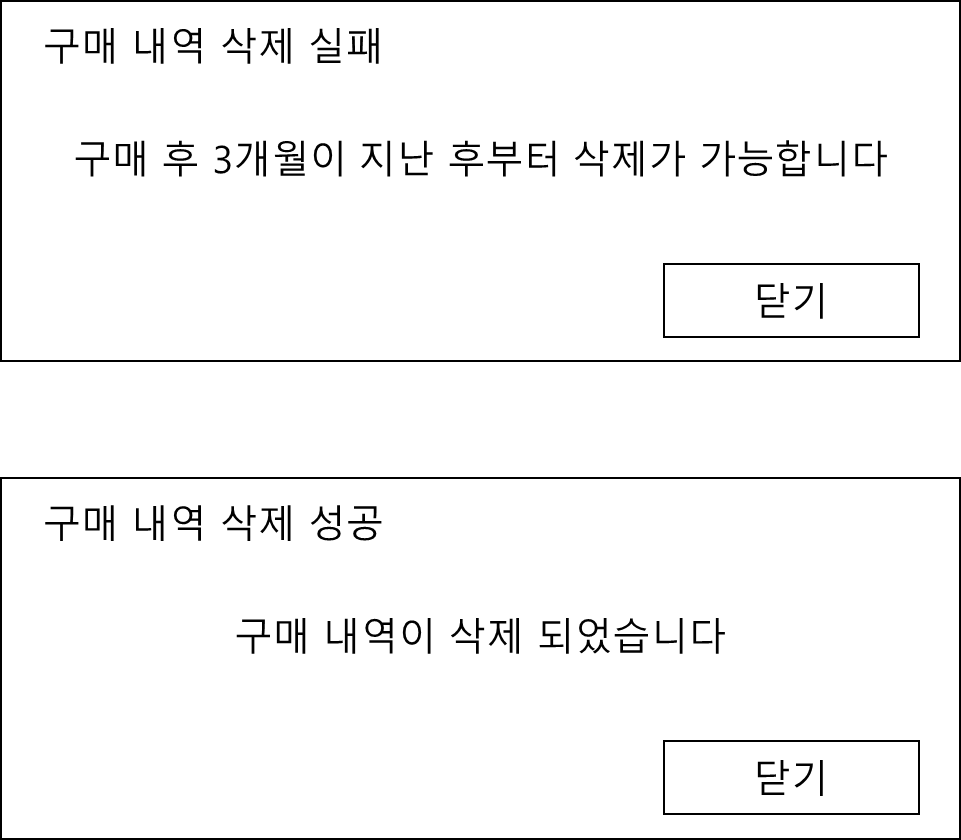 구매 내역 삭제 실패
구매 후 3개월이 지난 후부터 삭제가 가능합니다
닫기
구매 내역 삭제 성공
구매 내역이 삭제 되었습니다
닫기